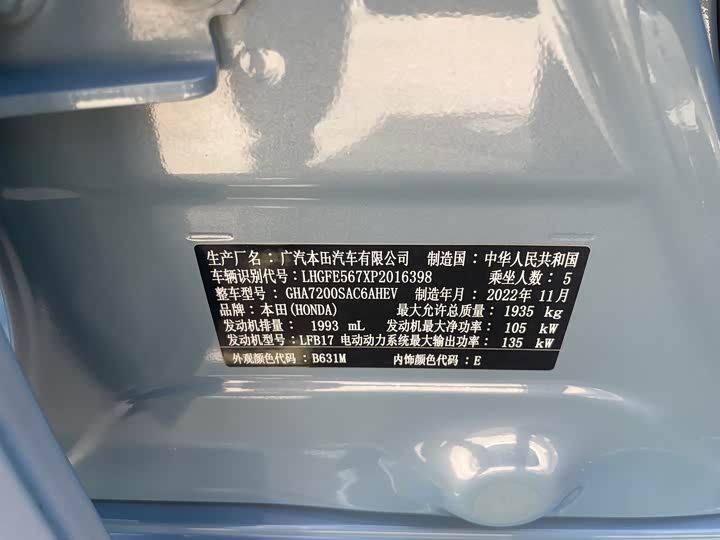 生产厂名：广汽本田汽车有限公司 制造国：中华人民共和国
车辆识别代号：LHGFE567XP2016398 乘坐人数：5
整车型号：GHA7200SAC6AHEV 制造年月：2022年11月
品牌：本田(HONDA) 最大允许总质量：1935 kg
发动机排量：1993 mL 发动机最大净功率：105 kW
发动机型号：LFB17 电动动力系统最大输出功率：135 kW
外观颜色代码：B631M 内饰颜色代码：E